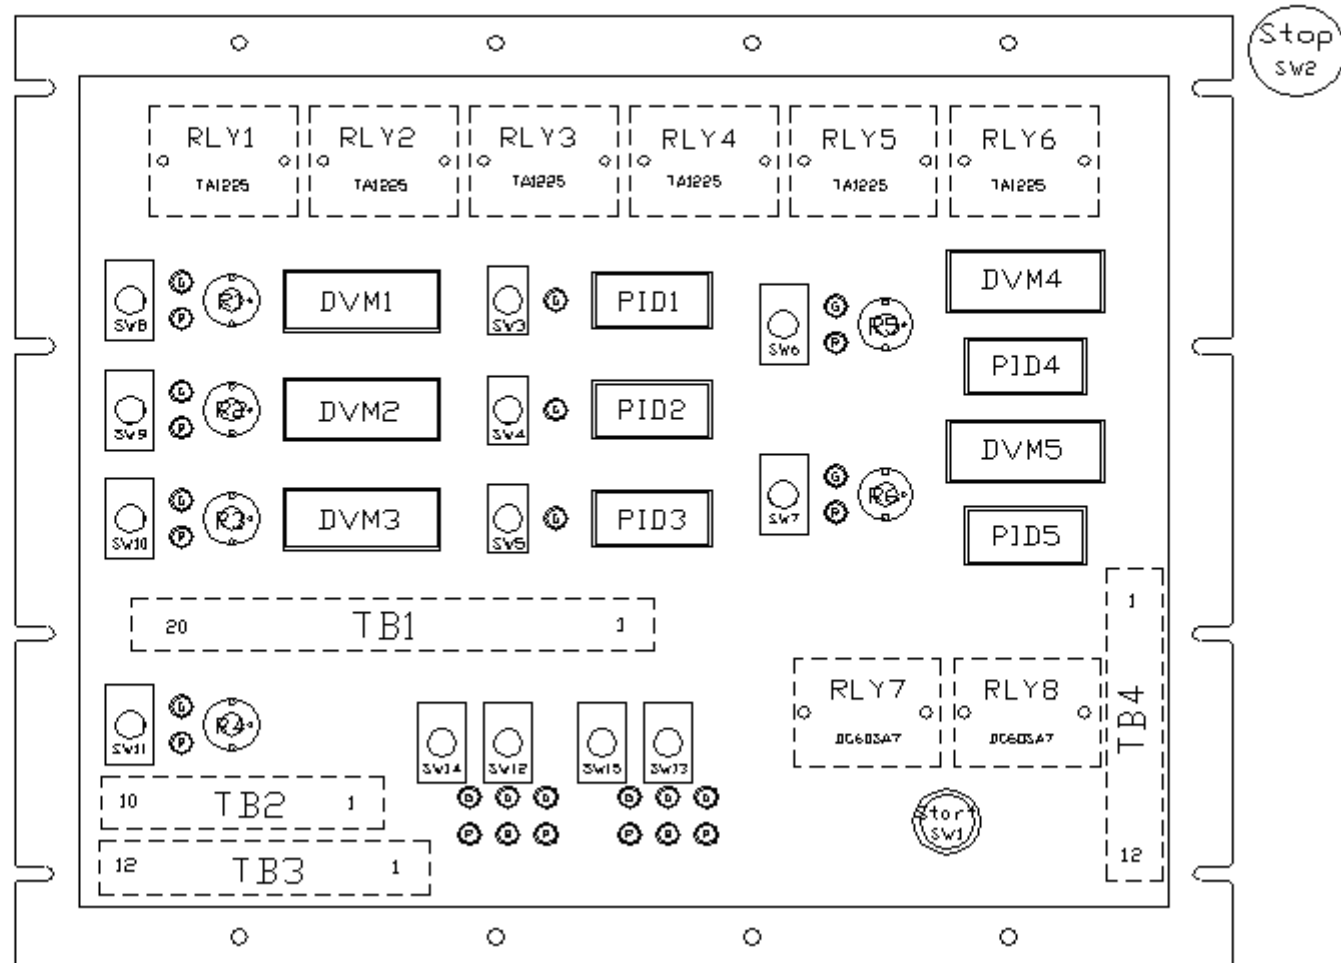 Stop
SW2
RLY1 RLY2 RLY3 RLY4 RLY5 RLY6
TA1225 TA1225 TA1225 TA1225 TA1225 TA1225
DVM4
G G
SW8 R1 DVM1 SW3 PID1 G
P SW6 R5
P
PID4
G G
SW9 R2 DVM2 SW4 PID2
P
DVM5
G
SW7 R6
P
G G
SW10 R3 DVM3 SW5 PID3
P
PID5
20 TB1 1
1
TB4
12
RLY7 RLY8
DC60SA7 DC60SA7
G
SW11 R4
P
SW14 SW12 SW15 SW13
P P
P P
10 TB2 1
Start
SW1
12 TB3 1